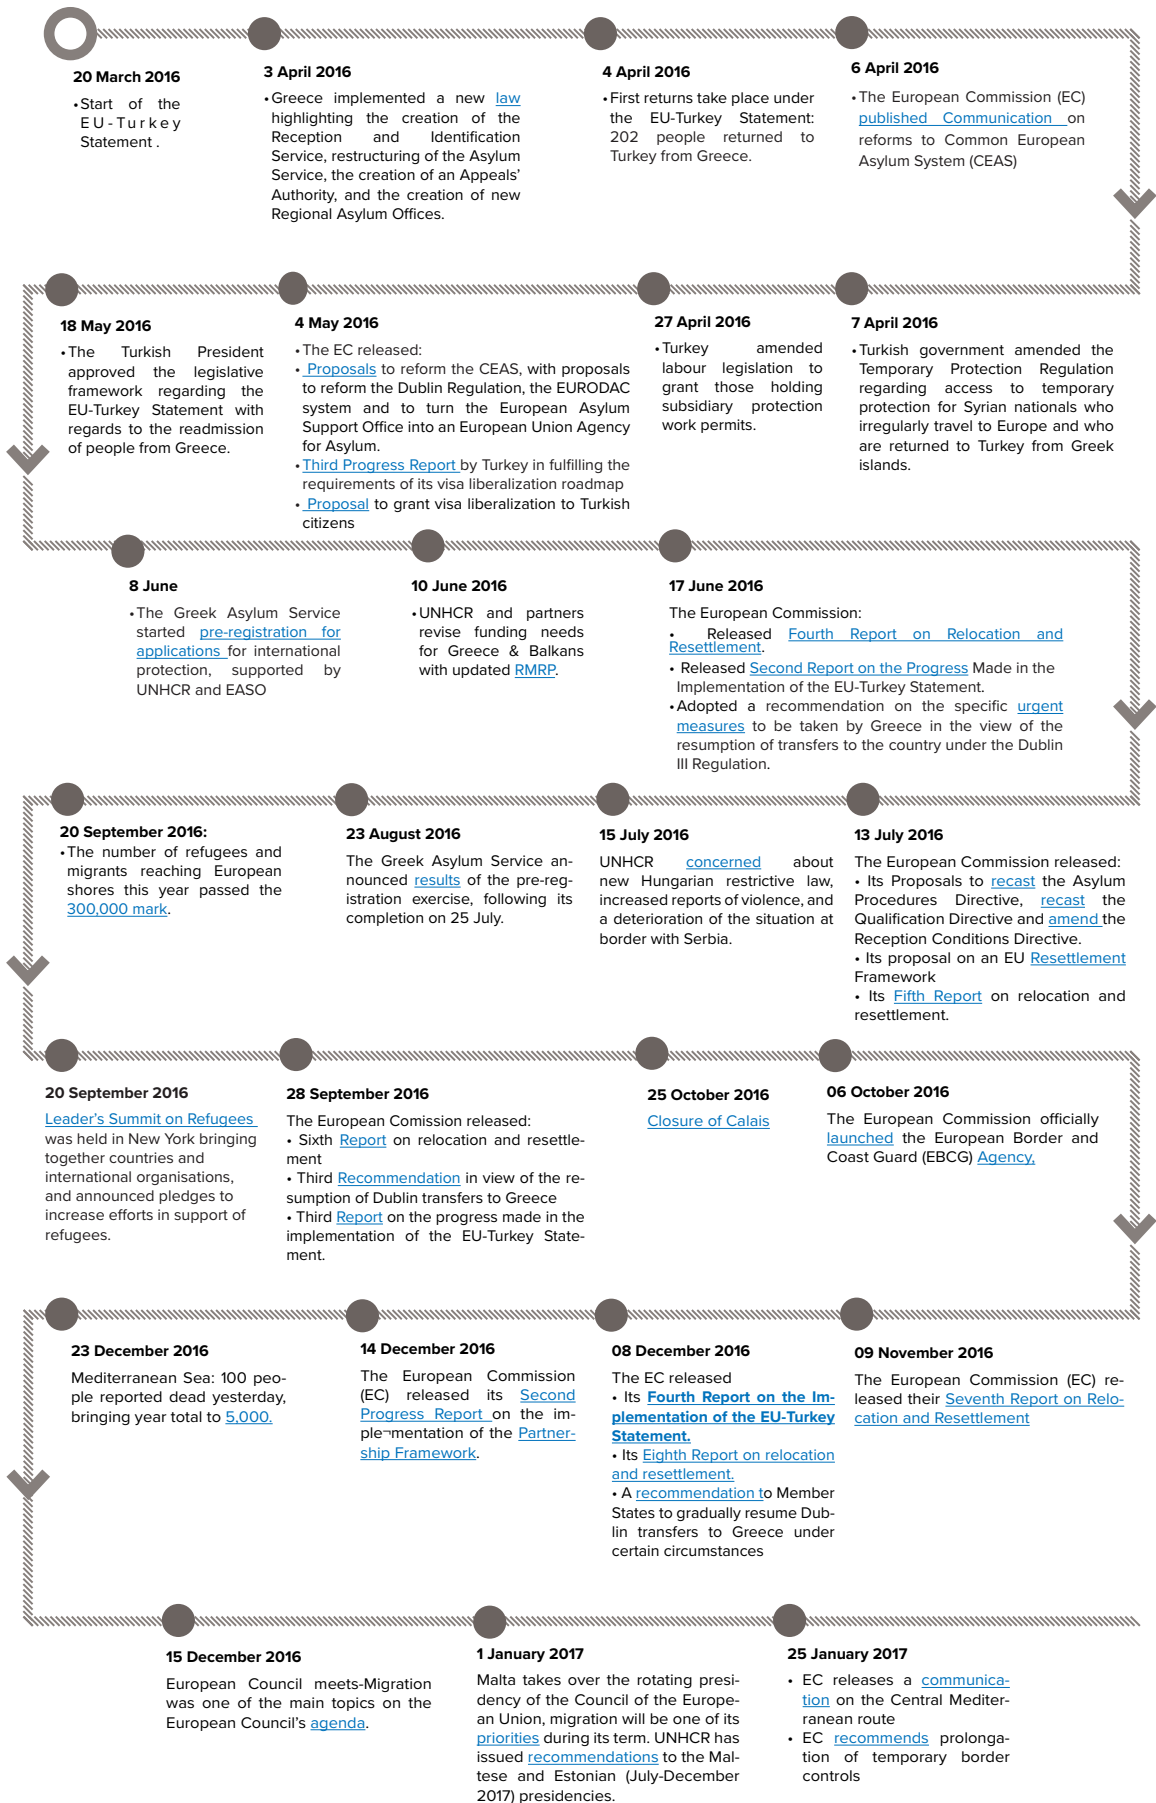 20 March 2016
•Start of the
EU-Turkey
Statement .
3 April 2016
•Greece implemented a new law
highlighting the creation of the
Reception and Identification
Service, restructuring of the Asylum
Service, the creation of an Appeals’
Authority, and the creation of new
Regional Asylum Offices.
4 April 2016
•First returns take place under
the EU-Turkey Statement:
202 people returned to
Turkey from Greece.
6 April 2016
•The European Commission (EC)
published Communication on
reforms to Common European
Asylum System (CEAS)
18 May 2016
•The Turkish President
approved the legislative
framework regarding the
EU-Turkey Statement with
regards to the readmission
of people from Greece.
4 May 2016
•The EC released:
• Proposals to reform the CEAS, with proposals
to reform the Dublin Regulation, the EURODAC
system and to turn the European Asylum
Support Office into an European Union Agency
for Asylum.
•Third Progress Report by Turkey in fulfilling the
requirements of its visa liberalization roadmap
• Proposal to grant visa liberalization to Turkish
citizens
27 April 2016
•Turkey amended
labour legislation to
grant those holding
subsidiary protection
work permits.
7 April 2016
•Turkish government amended the
Temporary Protection Regulation
regarding access to temporary
protection for Syrian nationals who
irregularly travel to Europe and who
are returned to Turkey from Greek
islands.
8 June
•The Greek Asylum Service
started pre-registration for
applications for international
protection, supported by
UNHCR and EASO
10 June 2016
•UNHCR and partners
revise funding needs
for Greece & Balkans
with updated RMRP.
17 June 2016
The European Commission:
• Released Fourth Report on Relocation and
Resettlement.
• Released Second Report on the Progress Made in the
Implementation of the EU-Turkey Statement.
•Adopted a recommendation on the specific urgent
measures to be taken by Greece in the view of the
resumption of transfers to the country under the Dublin
III Regulation.
20 September 2016:
•The number of refugees and
migrants reaching European
shores this year passed the
300,000 mark.
23 August 2016
The Greek Asylum Service an-
nounced results of the pre-reg-
istration exercise, following its
completion on 25 July.
15 July 2016
UNHCR concerned about
new Hungarian restrictive law,
increased reports of violence, and
a deterioration of the situation at
border with Serbia.
13 July 2016
The European Commission released:
• Its Proposals to recast the Asylum
Procedures Directive, recast the
Qualification Directive and amend the
Reception Conditions Directive.
• Its proposal on an EU Resettlement
Framework
• Its Fifth Report on relocation and
resettlement.
20 September 2016
Leader’s Summit on Refugees
was held in New York bringing
together countries and
international organisations,
and announced pledges to
increase efforts in support of
refugees.
28 September 2016
The European Comission released:
• Sixth Report on relocation and resettle-
ment
• Third Recommendation in view of the re-
sumption of Dublin transfers to Greece
• Third Report on the progress made in the
implementation of the EU-Turkey State-
ment.
25 October 2016
Closure of Calais
06 October 2016
The European Commission officially
launched the European Border and
Coast Guard (EBCG) Agency,
23 December 2016
Mediterranean Sea: 100 peo-
ple reported dead yesterday,
bringing year total to 5,000.
14 December 2016
The European Commission
(EC) released its Second
Progress Report on the im-
ple¬mentation of the Partner-
ship Framework.
08 December 2016
The EC released
• Its Fourth Report on the Im-
plementation of the EU-Turkey
Statement.
• Its Eighth Report on relocation
and resettlement.
• A recommendation to Member
States to gradually resume Dub-
lin transfers to Greece under
certain circumstances
09 November 2016
The European Commission (EC) re-
leased their Seventh Report on Relo-
cation and Resettlement
15 December 2016
European Council meets-Migration
was one of the main topics on the
European Council’s agenda.
1 January 2017
Malta takes over the rotating presi-
dency of the Council of the Europe-
an Union, migration will be one of its
priorities during its term. UNHCR has
issued recommendations to the Mal-
tese and Estonian (July-December
2017) presidencies.
25 January 2017
• EC releases a communica-
tion on the Central Mediter-
ranean route
• EC recommends prolonga-
tion of temporary border
controls